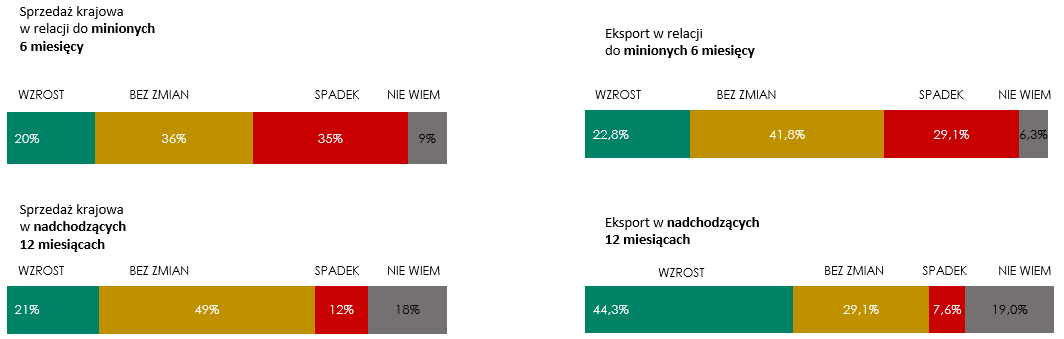 Sprzedaż krajowa
w relacji do minionych
6 miesięcy
WZROST BEZ ZMIAN SPADEK NIE WIEM
20% 36% 35% 9%
Eksport w relacji
do minionych 6 miesięcy
WZROST BEZ ZMIAN SPADEK NIE WIEM
22,8% 41,8% 29,1% 6,3%
Sprzedaż krajowa
w nadchodzących
12 miesiącach
WZROST BEZ ZMIAN SPADEK NIE WIEM
21% 49% 12% 18%
Eksport w nadchodzących
12 miesiącach
WZROST BEZ ZMIAN SPADEK NIE WIEM
44,3% 29,1% 7,6% 19,0%